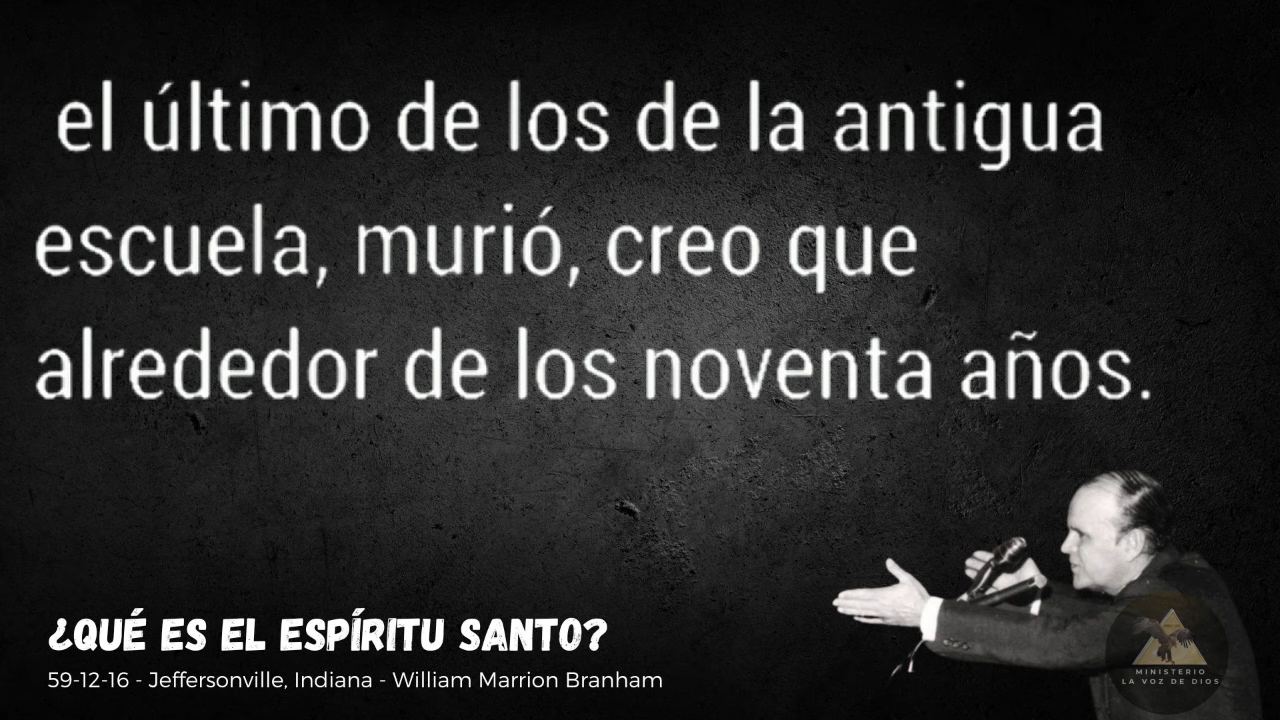 el último de los de la antigua
escuela, murió, creo que
alrededor de los noventa años.
¿QUÉ ES EL ESPÍRITU SANTO?
59-12-16 - Jeffersonville, Indiana - William Marrion Branham
MINISTERIO
LA VOZ DE DIOS